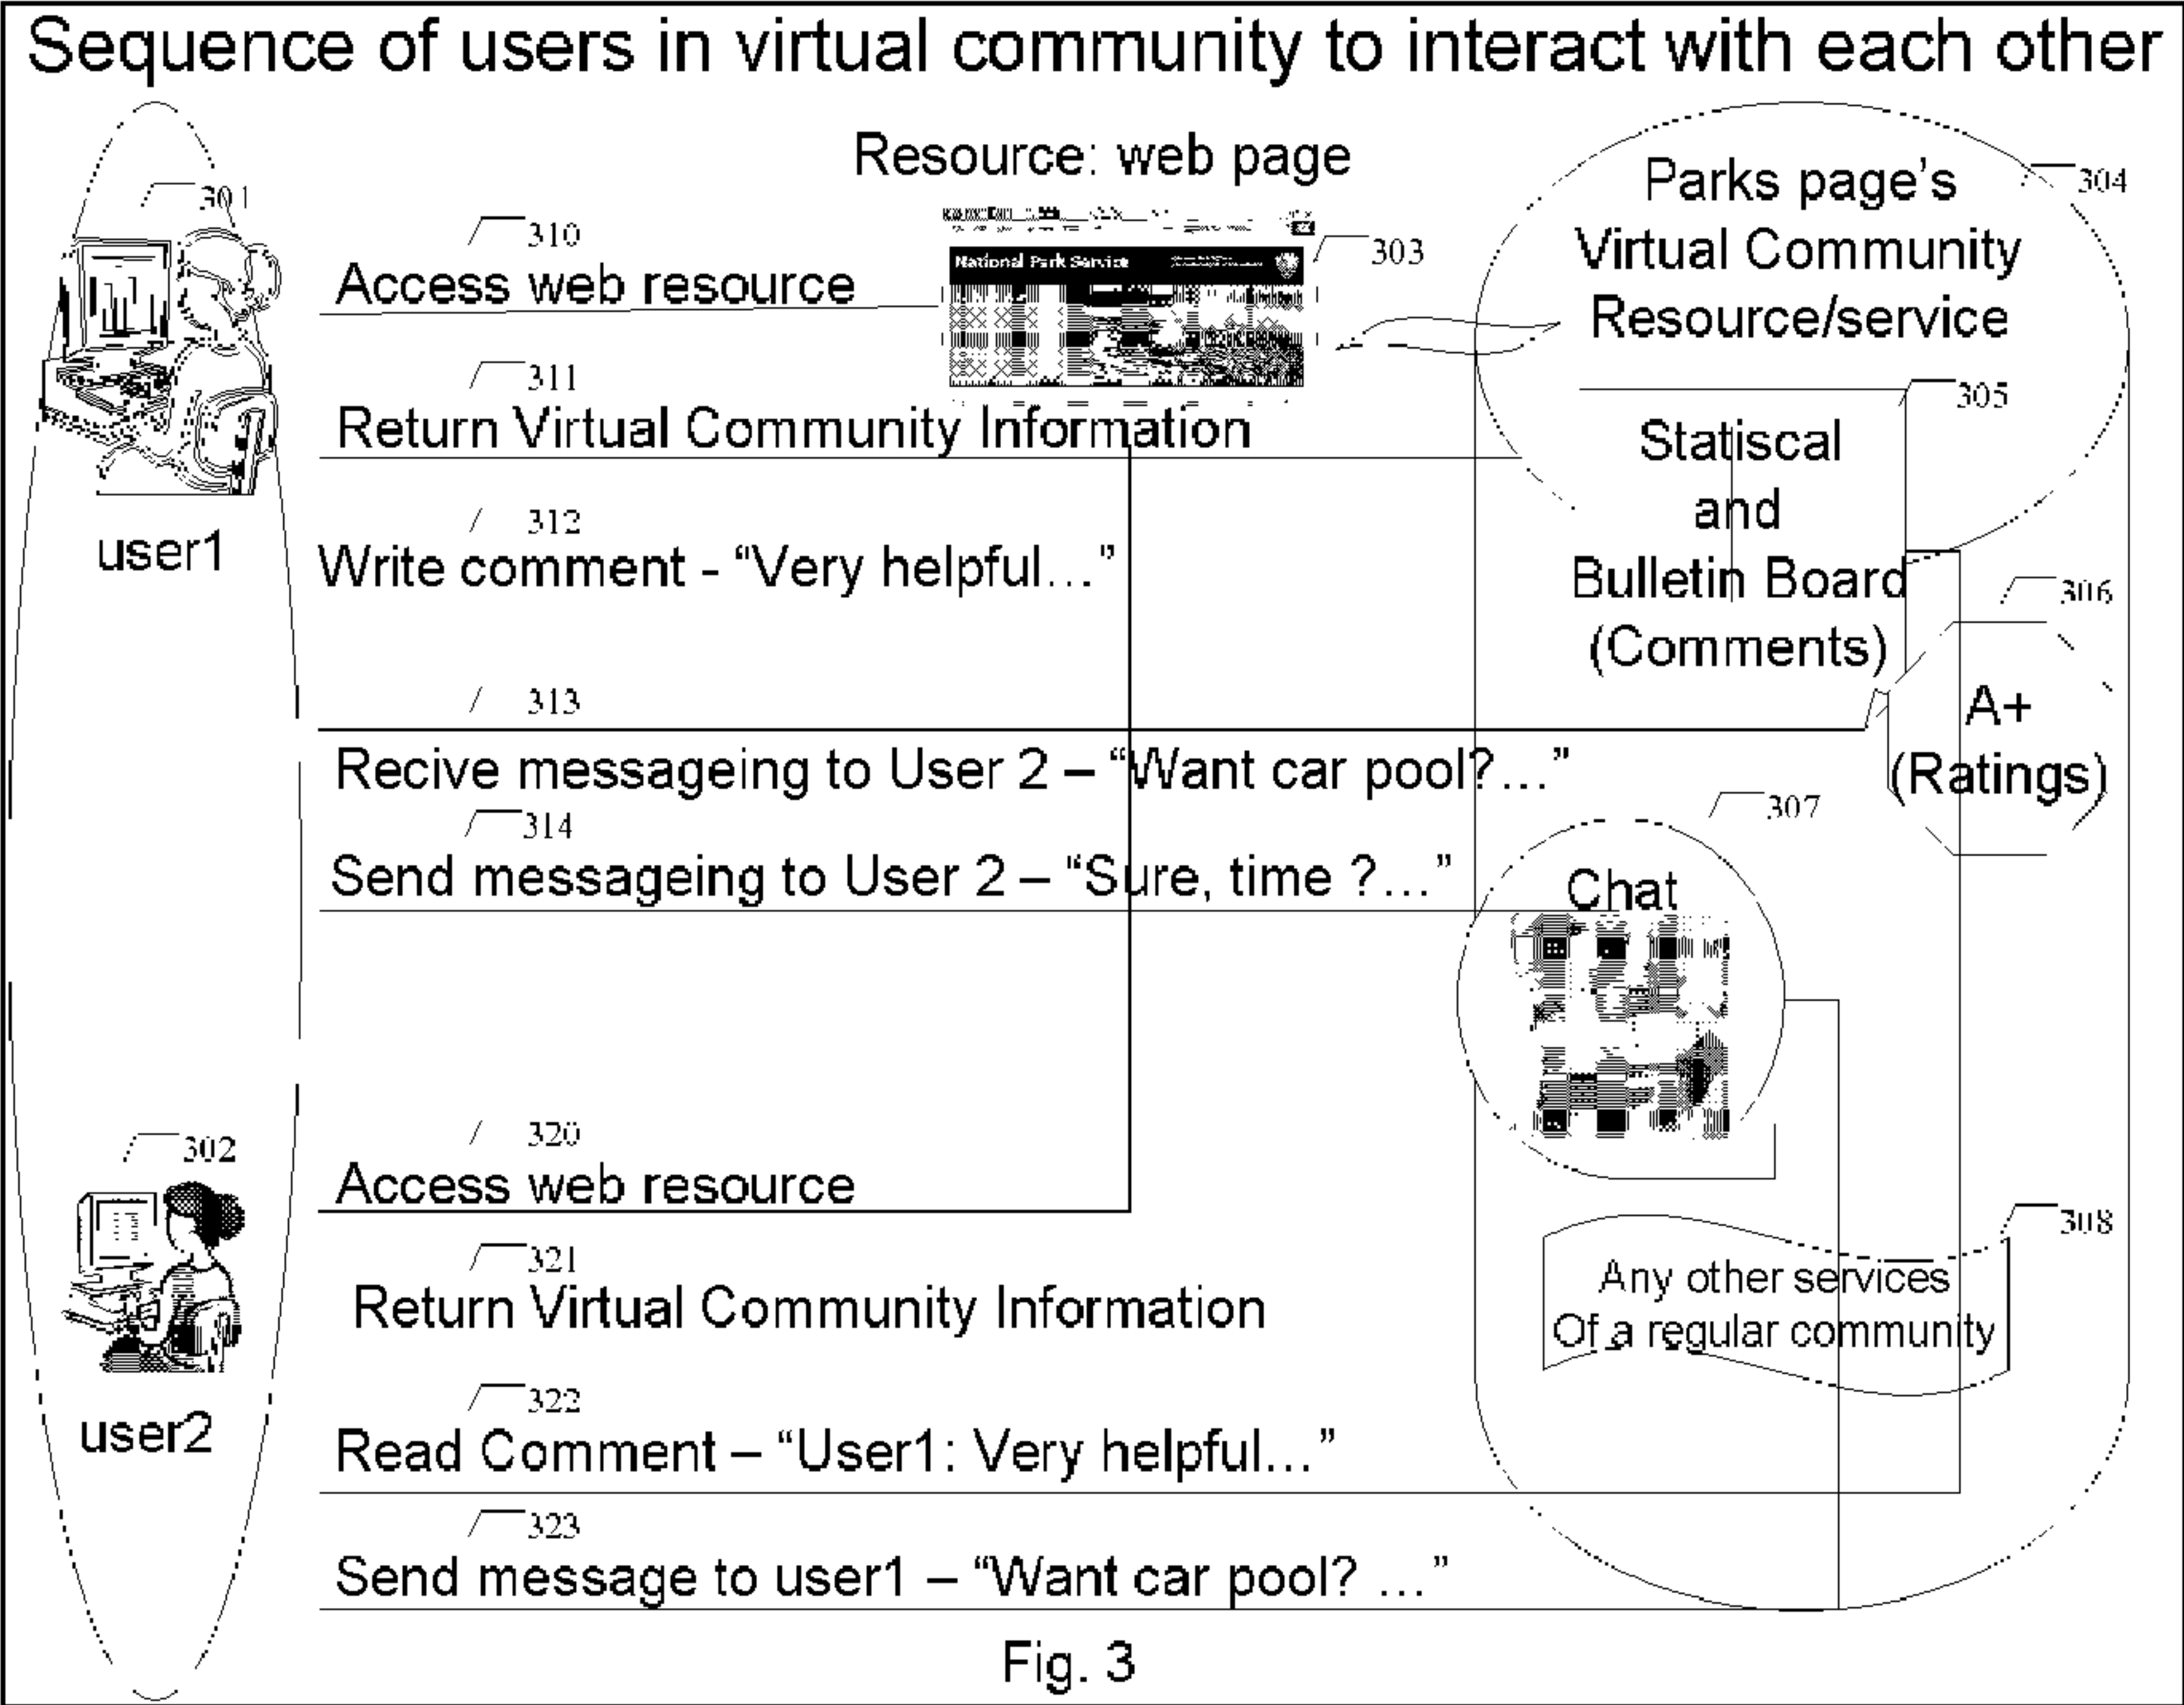 Sequence of users in virtual community to interact with each other
Resource: web page
301
310
Access web resource
National Park Service
303
Parks page's
Virtual Community
Resource/service
304
311
Return Virtual Community Information
305
Statiscal
and
Bulletin Board
(Comments)
user1
312
Write comment - “Very helpful...”
306
A+
(Ratings)
313
Recive messageing to User 2 – “Want car pool?...”
314
Send messageing to User 2 – “Sure, time ?...”
307
Chat
302
320
Access web resource
321
Return Virtual Community Information
308
Any other services
Of a regular community
user2
322
Read Comment – “User1: Very helpful...”
323
Send message to user1 – “Want car pool? ...”
Fig. 3